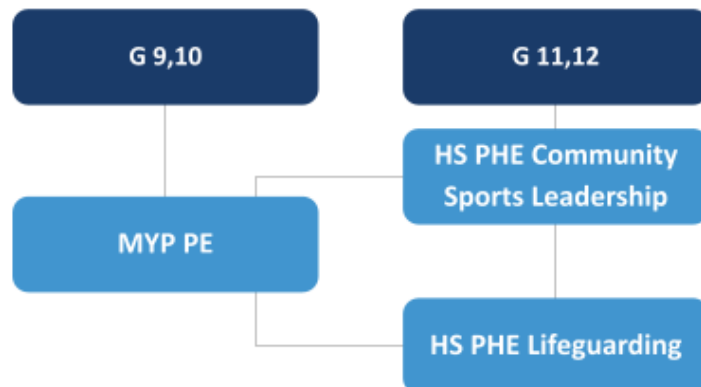 G 9,10
G 11,12
HS PHE Community
Sports Leadership
MYP PE
HS PHE Lifeguarding